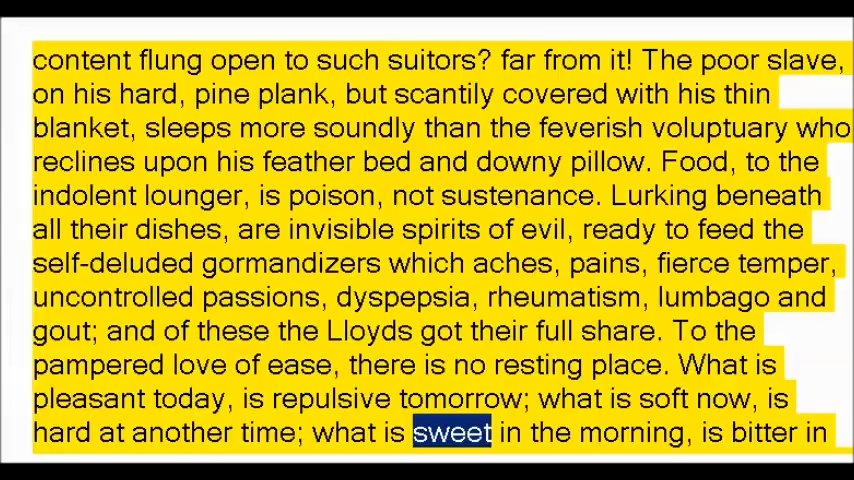 content flung open to such suitors? far from it! The poor slave,
on his hard, pine plank, but scantily covered with his thin
blanket, sleeps more soundly than the feverish voluptuary who
reclines upon his feather bed and downy pillow. Food, to the
indolent lounger, is poison, not sustenance. Lurking beneath
all their dishes, are invisible spirits of evil, ready to feed the
self-deluded gormandizers which aches, pains, fierce temper,
uncontrolled passions, dyspepsia, rheumatism, lumbago and
gout; and of these the Lloyds got their full share. To the
pampered love of ease, there is no resting place. What is
pleasant today, is repulsive tomorrow; what is soft now, is
hard at another time; what is sweet in the morning, is bitter in